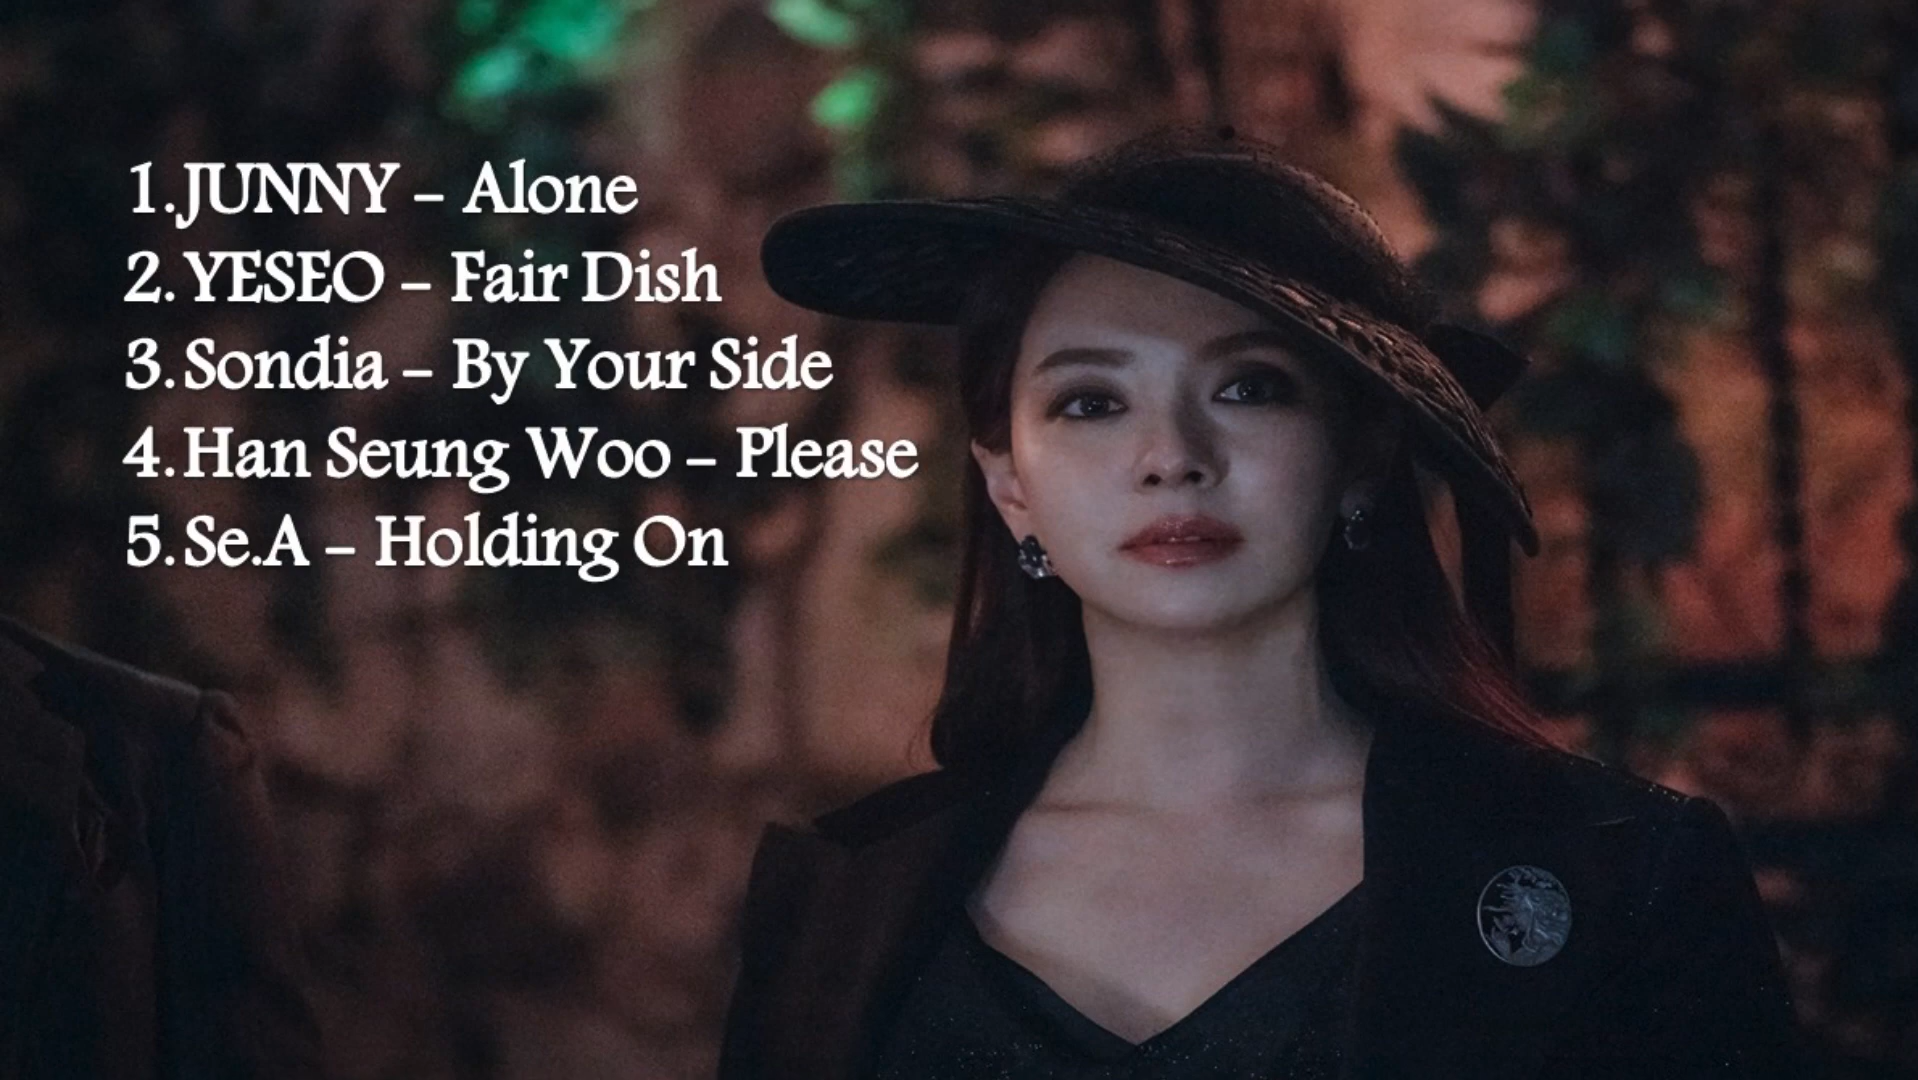 1.JUNNY – Alone
2.YESEO – Fair Dish
3.Sondia – By Your Side
4.Han Seung Woo – Please
5.Se.A – Holding On